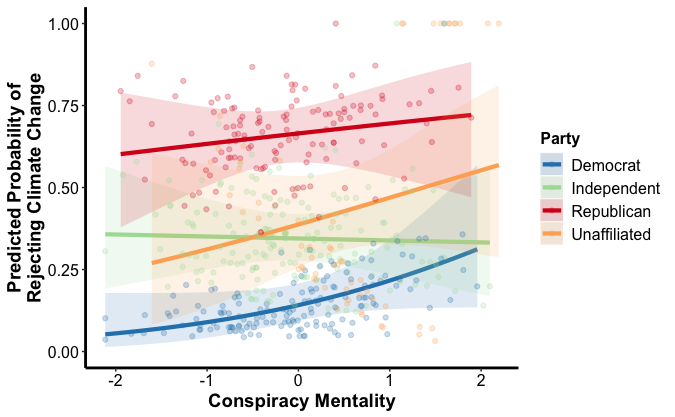 Predicted Probability of
Rejecting Climate Change
1.00
0.75
0.50
0.25
0.00
-2
-1
0
1
2
Conspiracy Mentality
Party
Democrat
Independent
Republican
Unaffiliated